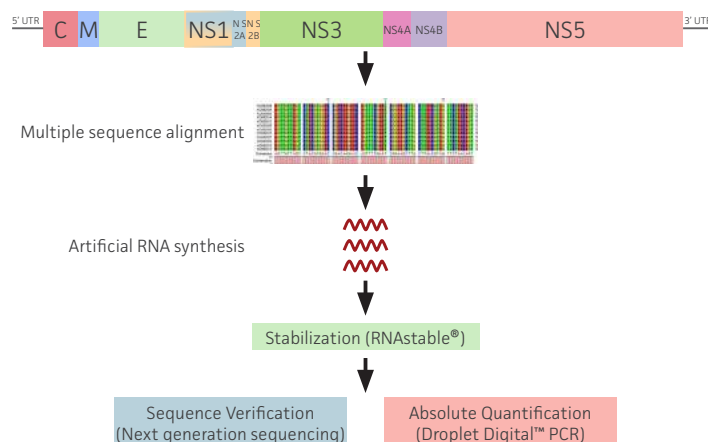 5′ UTR C M E NS1 N S N S NS3 NS4A NS4B NS5 3′ UTR
2A 2B
Multiple sequence alignment
Artificial RNA synthesis
Stabilization (RNAstable®)
Sequence Verification
(Next generation sequencing)
Absolute Quantification
(Droplet Digital™ PCR)